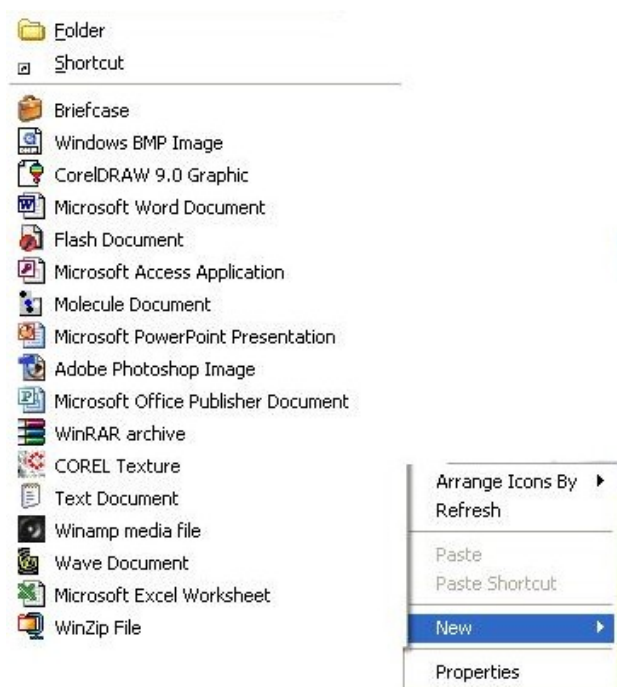 Folder
Shortcut
Briefcase
Windows BMP Image
CorelDRAW 9.0 Graphic
Microsoft Word Document
Flash Document
Microsoft Access Application
Molecule Document
Microsoft PowerPoint Presentation
Adobe Photoshop Image
Microsoft Office Publisher Document
WinRAR archive
COREL Texture
Text Document
Winamp media file
Wave Document
Microsoft Excel Worksheet
WinZip File
Arrange Icons By
Refresh
Paste
Paste Shortcut
New
Properties